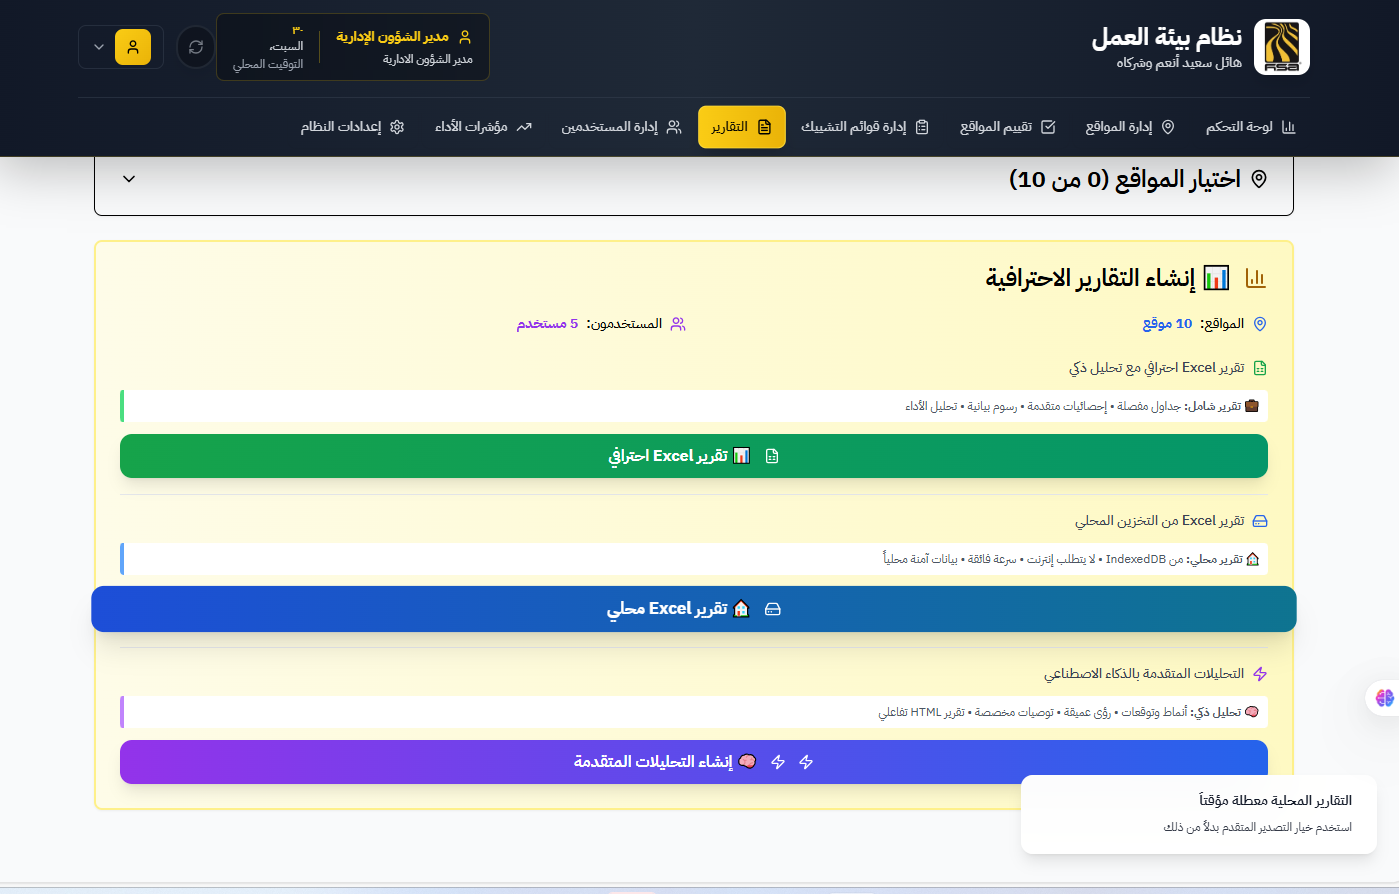 نظام بيئة العمل
هائل سعيد أنعم وشركاه
HSA
مدير الشؤون الإدارية
مدير الشؤون الادارية
٣٠
السبت،
التوقيت المحلي
لوحة التحكم
إدارة المواقع
تقييم المواقع
إدارة قوائم التشييك
التقارير
إدارة المستخدمين
مؤشرات الأداء
إعدادات النظام
اختيار المواقع (0 من 10)
📊 إنشاء التقارير الاحترافية
المواقع: 10 موقع
المستخدمون: 5 مستخدم
تقرير Excel احترافي مع تحليل ذكي
💼 تقرير شامل: جداول مفصلة • إحصائيات متقدمة • رسوم بيانية • تحليل الأداء
📊 تقرير Excel احترافي
تقرير Excel من التخزين المحلي
🏠 تقرير محلي: من IndexedDB • لا يتطلب إنترنت • سرعة فائقة • بيانات آمنة محلياً
🏠 تقرير Excel محلي
التحليلات المتقدمة بالذكاء الاصطناعي
🧠 تحليل ذكي: أنماط وتوقعات • رؤى عميقة • توصيات مخصصة • تقرير HTML تفاعلي
🧠 إنشاء التحليلات المتقدمة
التقارير المحلية معطلة مؤقتاً
استخدم خيار التصدير المتقدم بدلاً من ذلك